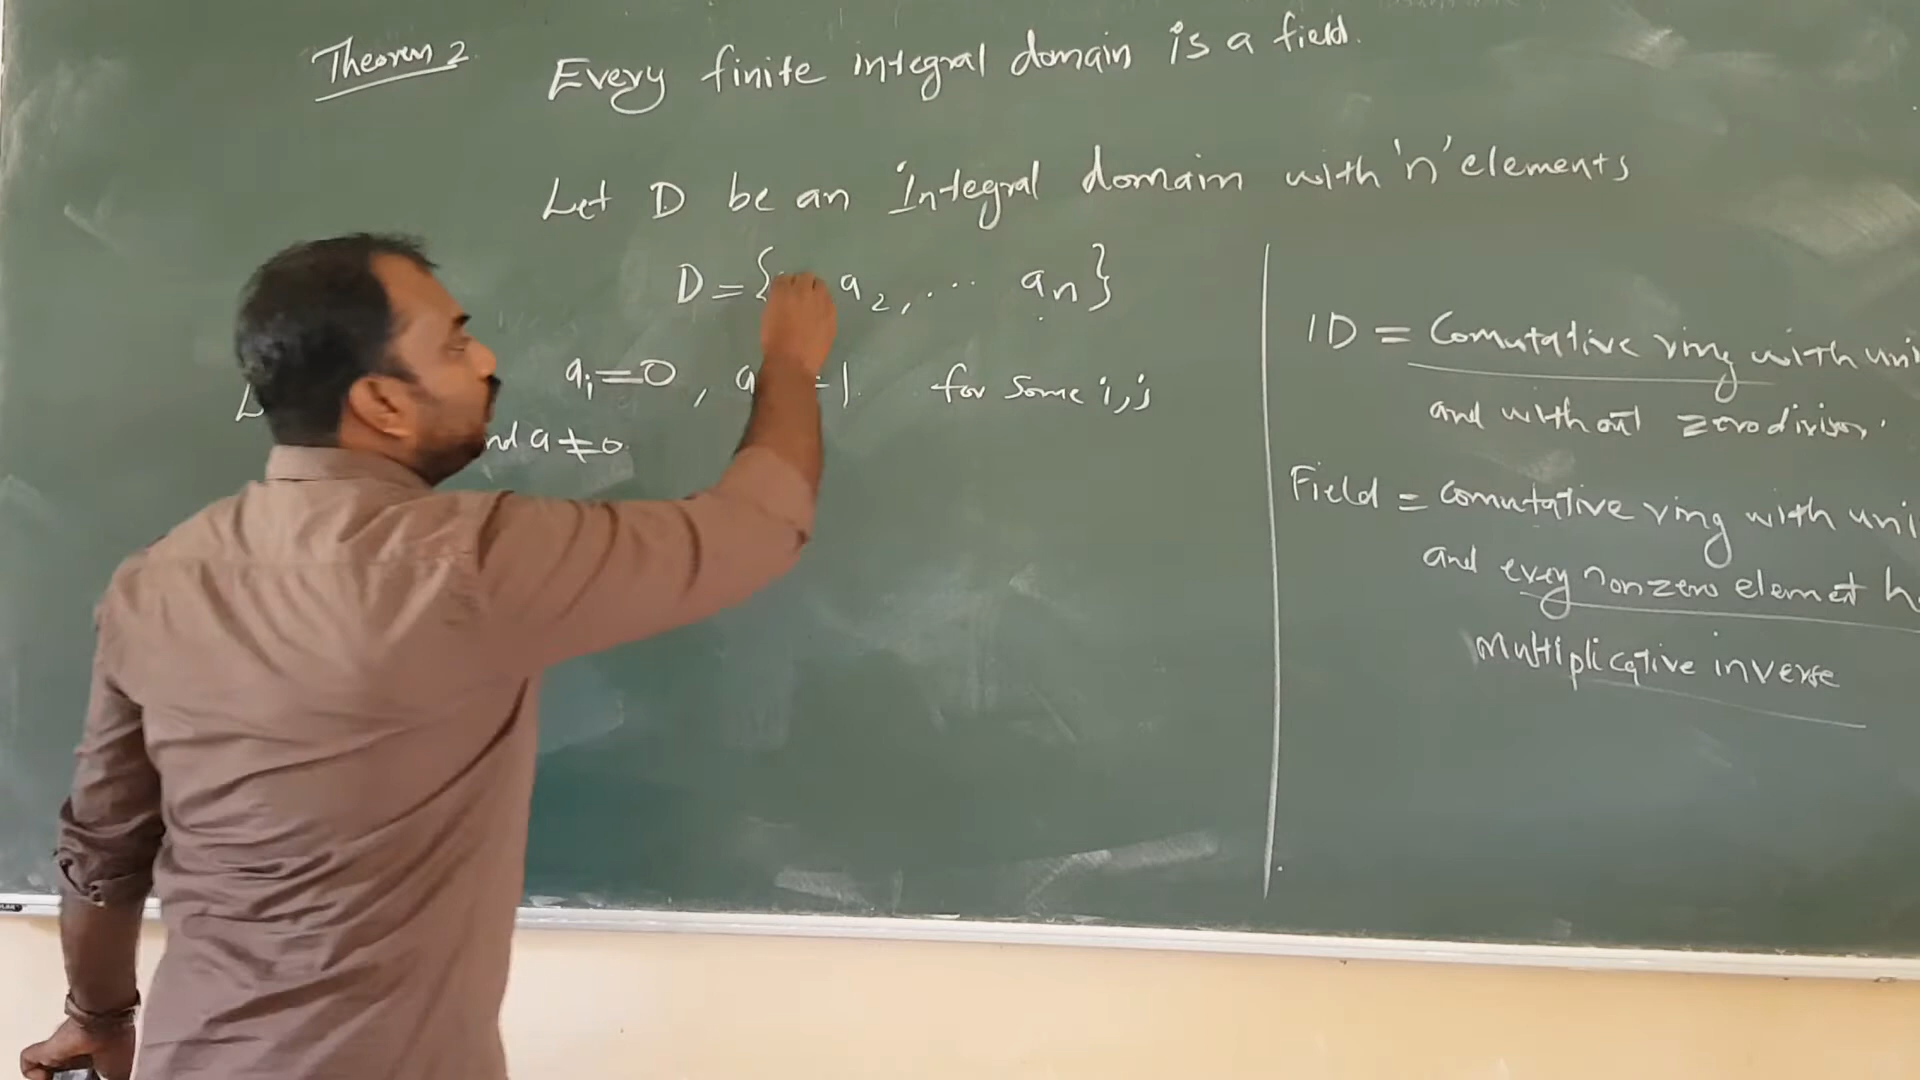 Theorem 2 Every finite integral domain is a field.
Let D be an Integral domain with 'n' elements
D = { a2, ... an}
ai = 0, a = 1. for some i, j
and a ≠ 0.
ID = Comutative ring with uni
and without zero divisor.
Field = comutative ring with uni
and every nonzero element h
multiplicative inverse